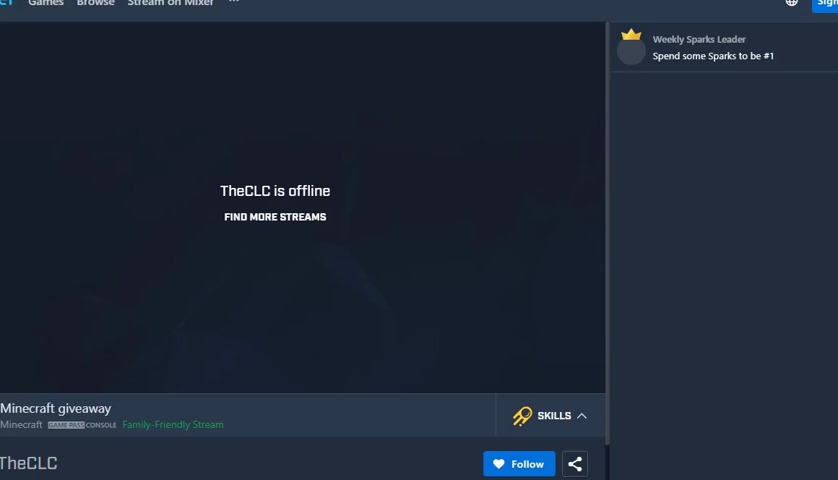 Games Browse Stream on Mixer ...
Sign
Weekly Sparks Leader
Spend some Sparks to be #1
TheCLC is offline
FIND MORE STREAMS
Minecraft giveaway
SKILLS
Minecraft GAME PASS CONSOLE Family-Friendly Stream
TheCLC
Follow